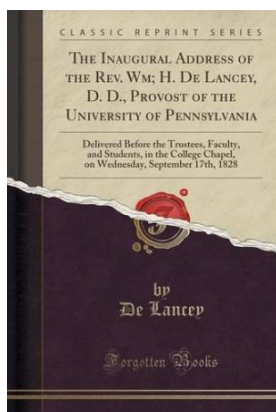 CLASSIC REPRINT SERIES
THE INAUGURAL ADDRESS OF
THE REV. WM; H. DE LANCEY,
D. D., PROVOST OF THE
UNIVERSITY OF PENNSYLVANIA
Delivered Before the Trustees, Faculty,
and Students, in the College Chapel,
on Wednesday, September 17th, 1828
by
De Lancey
Forgotten Books